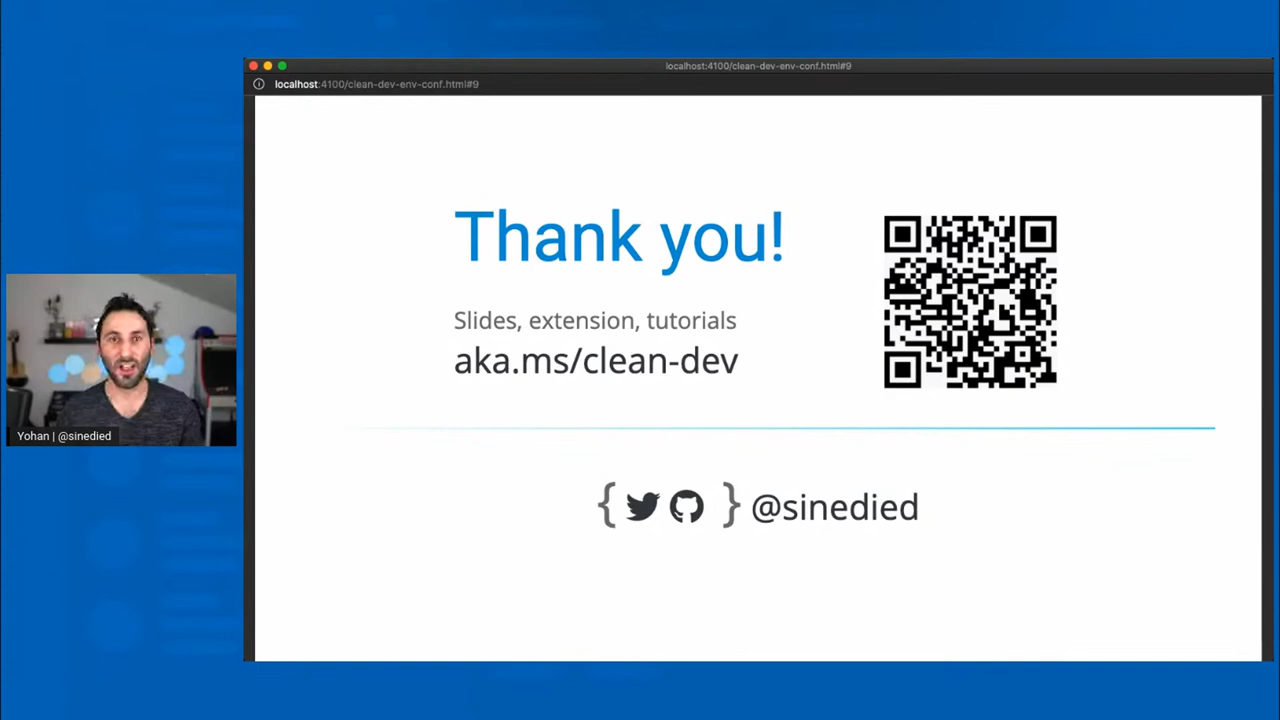 localhost:4100/clean-dev-env-conf.html#9
localhost:4100/clean-dev-env-conf.html#9
Thank you!
Slides, extension, tutorials
aka.ms/clean-dev
{ } @sinedied
Yohan | @sinedied